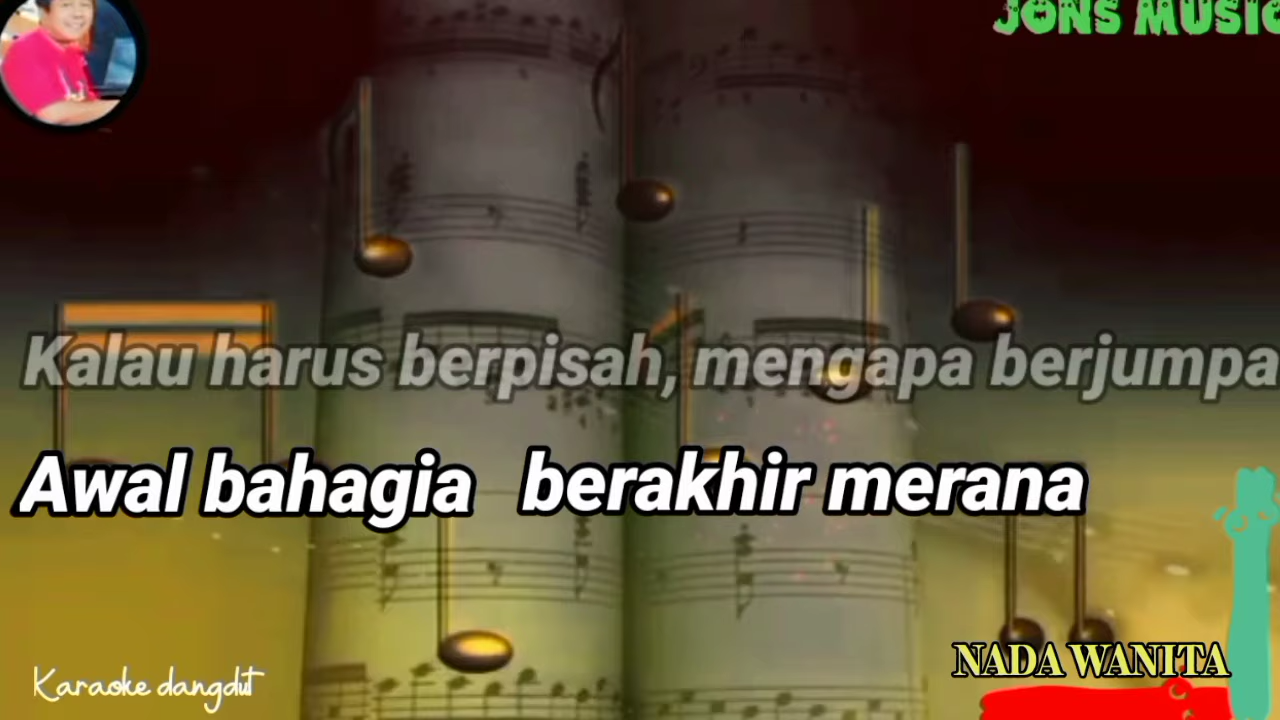 JONS MUSIC
Kalau harus berpisah, mengapa berjumpa
Awal bahagia berakhir merana
NADA WANITA
Karaoke dangdut